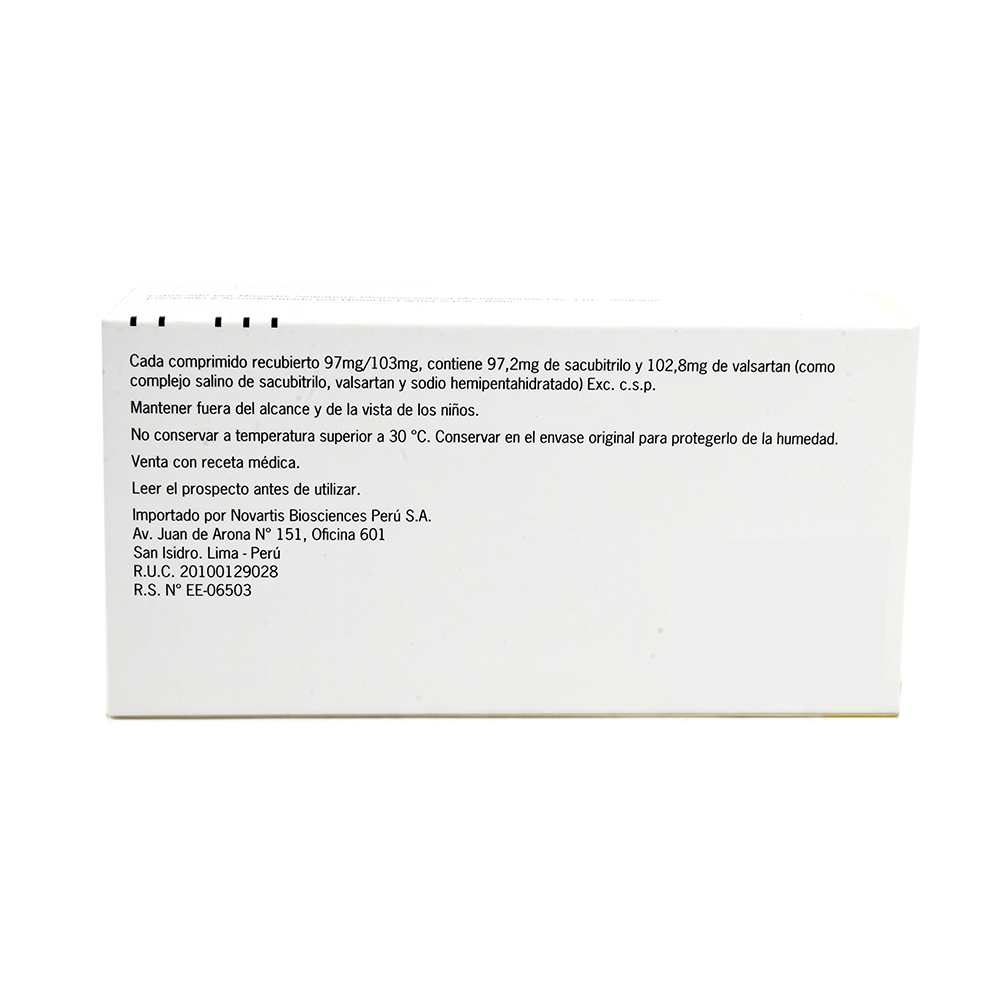 Cada comprimido recubierto 97mg/103mg, contiene 97,2mg de sacubitrilo y 102,8mg de valsartan (como
complejo salino de sacubitrilo, valsartan y sodio hemipentahidratado) Exc. c.s.p.
Mantener fuera del alcance y de la vista de los niños.
No conservar a temperatura superior a 30 °C. Conservar en el envase original para protegerlo de la humedad.
Venta con receta médica.
Leer el prospecto antes de utilizar.
Importado por Novartis Biosciences Perú S.A.
Av. Juan de Arona N° 151, Oficina 601
San Isidro. Lima - Perú
R.U.C. 20100129028
R.S. N° EE-06503